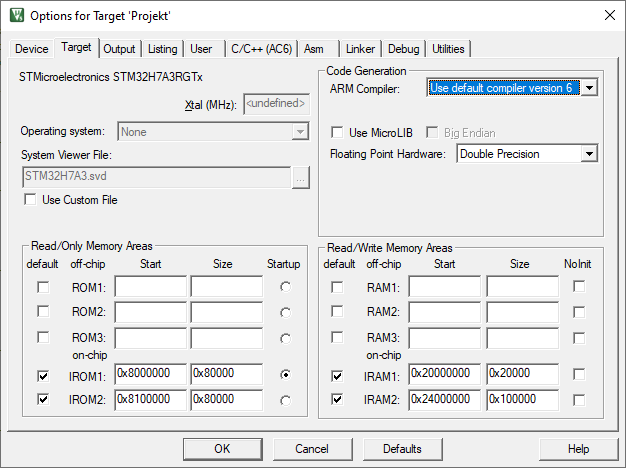 Options for Target 'Projekt'
Device Target Output Listing User C/C++ (AC6) Asm Linker Debug Utilities
STMicroelectronics STM32H7A3RGTx
Xtal (MHz): <undefined>
Operating system: None
System Viewer File:
STM32H7A3.svd ...
Use Custom File
Code Generation
ARM Compiler: Use default compiler version 6
Use MicroLIB Big Endian
Floating Point Hardware: Double Precision
Read/Only Memory Areas
default off-chip Start Size Startup
ROM1:
ROM2:
ROM3:
on-chip
IROM1: 0x8000000 0x80000
IROM2: 0x8100000 0x80000
Read/Write Memory Areas
default off-chip Start Size NoInit
RAM1:
RAM2:
RAM3:
on-chip
IRAM1: 0x20000000 0x20000
IRAM2: 0x24000000 0x100000
OK Cancel Defaults Help